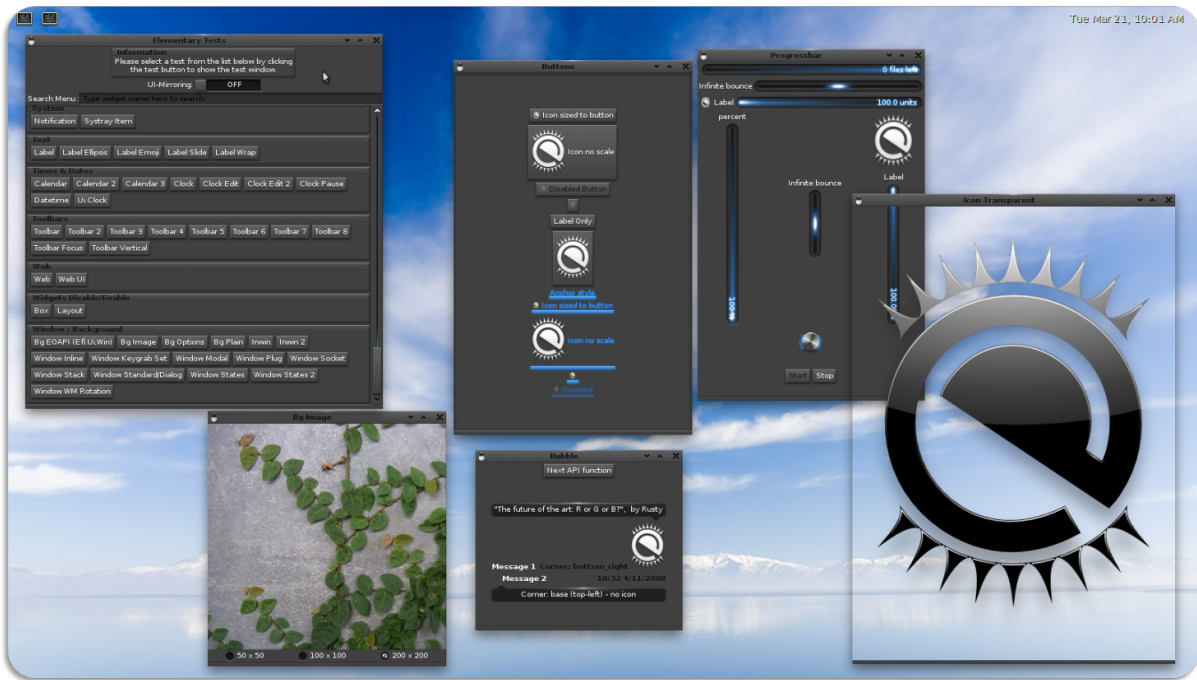 Tue Mar 21, 10:01 AM
Elementary Tests
Information
Please select a test from the list below by clicking
the test button to show the test window.
UI-Mirroring: OFF
Search Menu: Type widget name here to search
System
Notification Systray Item
Text
Label Label Ellipsis Label Emoji Label Slide Label Wrap
Times & Dates
Calendar Calendar 2 Calendar 3 Clock Clock Edit Clock Edit 2 Clock Pause
Datetime Ui.Clock
Toolbars
Toolbar Toolbar 2 Toolbar 3 Toolbar 4 Toolbar 5 Toolbar 6 Toolbar 7 Toolbar 8
Toolbar Focus Toolbar Vertical
Web
Web Web UI
Widgets Disable/Enable
Box Layout
Window / Background
Bg EOAPI (Efl.Ui.Win) Bg Image Bg Options Bg Plain Inwin Inwin 2
Window Inline Window Keygrab Set Window Modal Window Plug Window Socket
Window Stack Window Standard/Dialog Window States Window States 2
Window WM Rotation
Buttons
Icon sized to button
Icon no scale
Disabled Button
Label Only
Anchor style
Icon sized to button
Icon no scale
Disabled
Progressbar
0 files left
Infinite bounce
Label 100.0 units
percent
Label
Infinite bounce
100 %
100.0
Start Stop
Icon Transparent
Bg Image
50 x 50 100 x 100 200 x 200
Bubble
Next API function
"The future of the art: R or G or B?", by Rusty
Message 1 Corner: bottom_right
Message 2 10:32 4/11/2008
Corner: base (top-left) - no icon